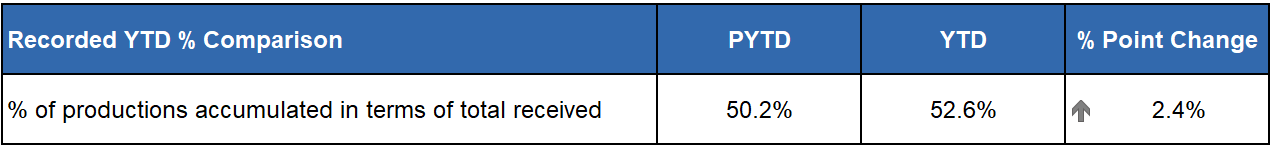 Recorded YTD % Comparison PYTD YTD % Point Change
% of productions accumulated in terms of total received 50.2% 52.6% 2.4%